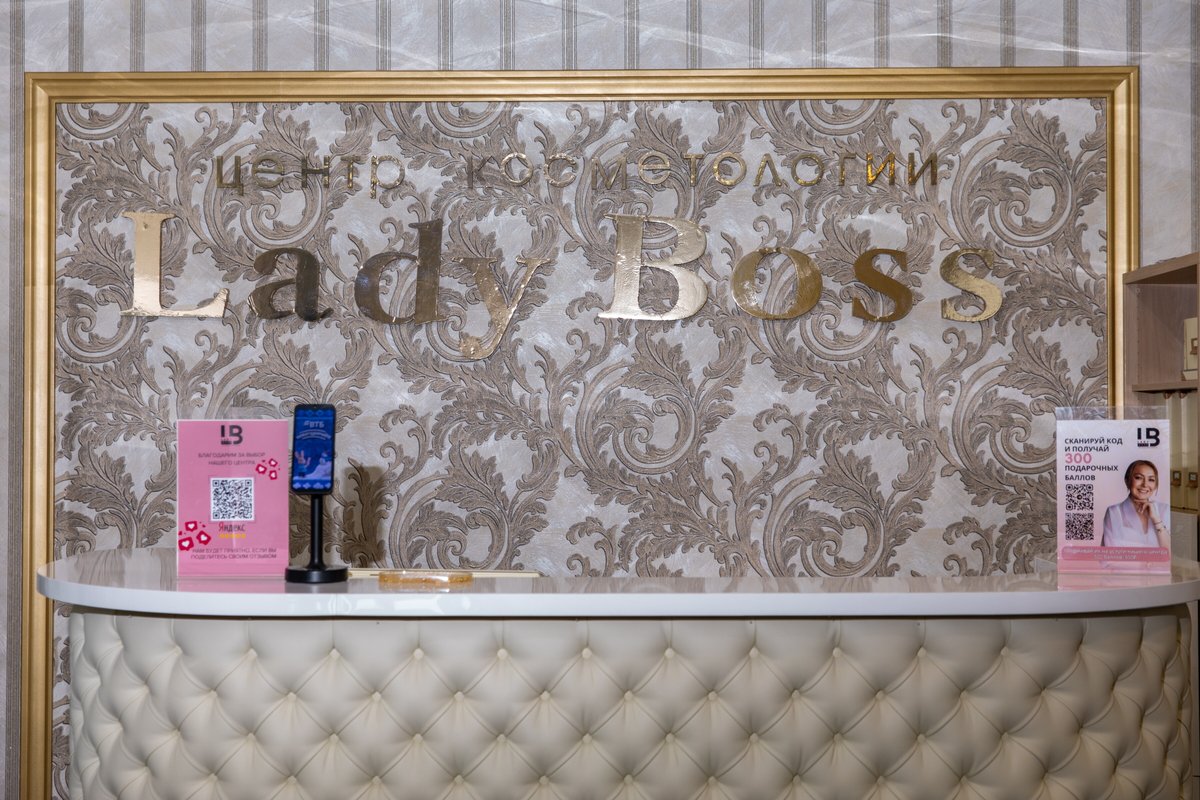 центр косметологии
Lady Boss
LB
БЛАГОДАРИМ ЗА ВЫБОР
НАШЕГО ЦЕНТРА
Яндекс
НАМ БУДЕТ ПРИЯТНО, ЕСЛИ ВЫ
ПОДЕЛИТЕСЬ СВОИМ ОТЗЫВОМ
ВТБ
LB
СКАНИРУЙ КОД
И ПОЛУЧАЙ
300
ПОДАРОЧНЫХ
БАЛЛОВ